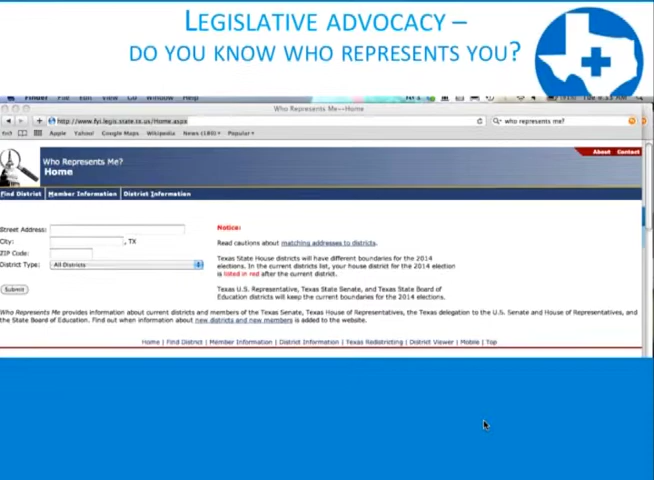 LEGISLATIVE ADVOCACY –
DO YOU KNOW WHO REPRESENTS YOU?
Finder File Edit View Go Window Help
Who Represents Me--Home
http://www.fyi.legis.state.tx.us/Home.aspx
who represents me?
Apple Yahoo! Google Maps Wikipedia News Popular
About Contact
Who Represents Me?
Home
Find District Member Information District Information
Street Address:
City: , TX
ZIP Code:
District Type: All Districts
Submit
Notice:
Read cautions about matching addresses to districts.
Texas State House districts will have different boundaries for the 2014
elections. In the current districts list, your house district for the 2014 election
is listed in red after the current district.
Texas U.S. Representative, Texas State Senate, and Texas State Board of
Education districts will keep the current boundaries for the 2014 elections.
Who Represents Me provides information about current districts and members of the Texas Senate, Texas House of Representatives, the Texas delegation to the U.S. Senate and House of Representatives, and
the State Board of Education. Find out when information about new districts and new members is added to the website.
Home | Find District | Member Information | District Information | Texas Redistricting | District Viewer | Mobile | Top